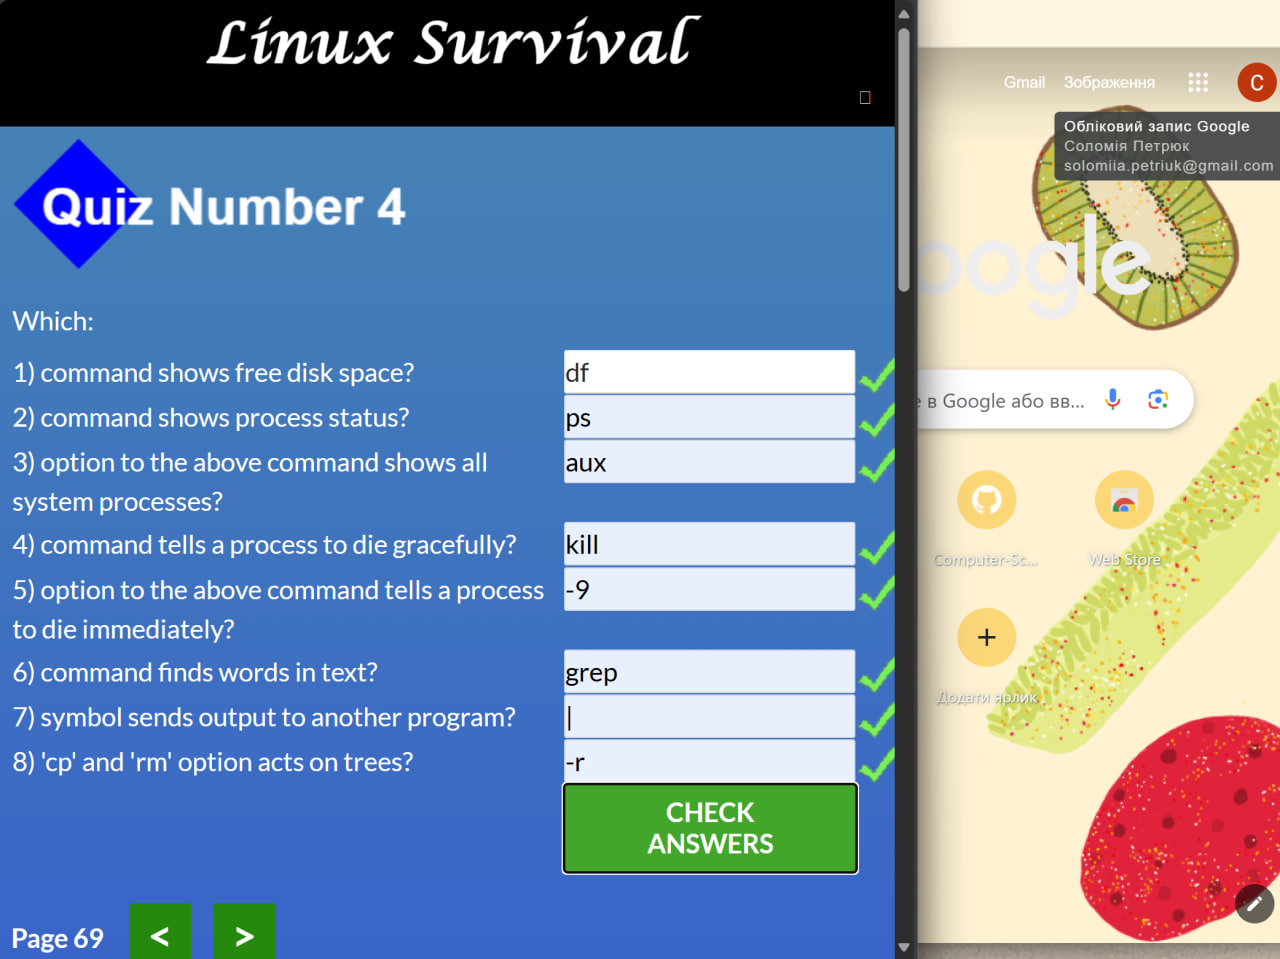 Linux Survival
Quiz Number 4
Which:
1) command shows free disk space?
df
2) command shows process status?
ps
3) option to the above command shows all
system processes?
aux
4) command tells a process to die gracefully?
kill
5) option to the above command tells a process
to die immediately?
-9
6) command finds words in text?
grep
7) symbol sends output to another program?
|
8) 'cp' and 'rm' option acts on trees?
-r
CHECK
ANSWERS
Page 69
<
>
Gmail
Зображення
C
Обліковий запис Google
Соломія Петрюк
solomiia.petriuk@gmail.com
oogle
в Google або вв...
Computer-Sc...
Web Store
Додати ярлик